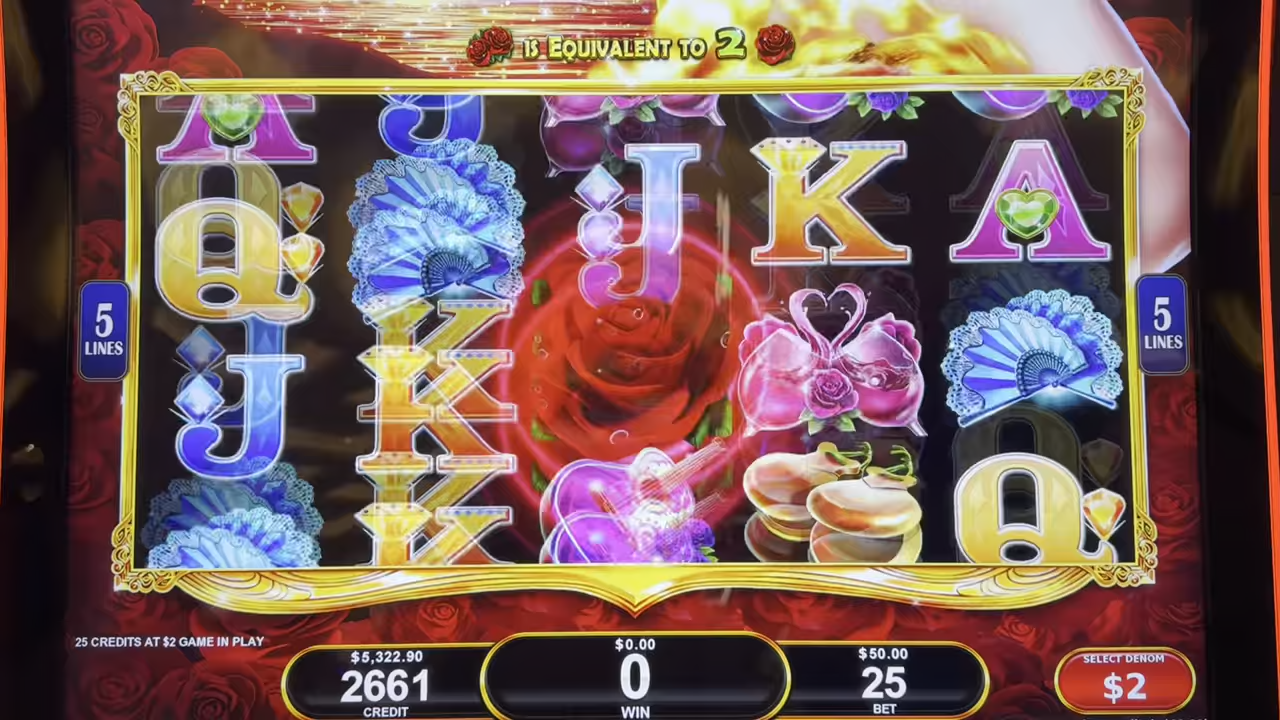 IS EQUIVALENT TO 2
A J
Q J K A
5 LINES
5 LINES
J K
K Q
K
25 CREDITS AT $2 GAME IN PLAY
$5,322.90
2661
CREDIT
$0.00
0
WIN
$50.00
25
BET
SELECT DENOM
$2